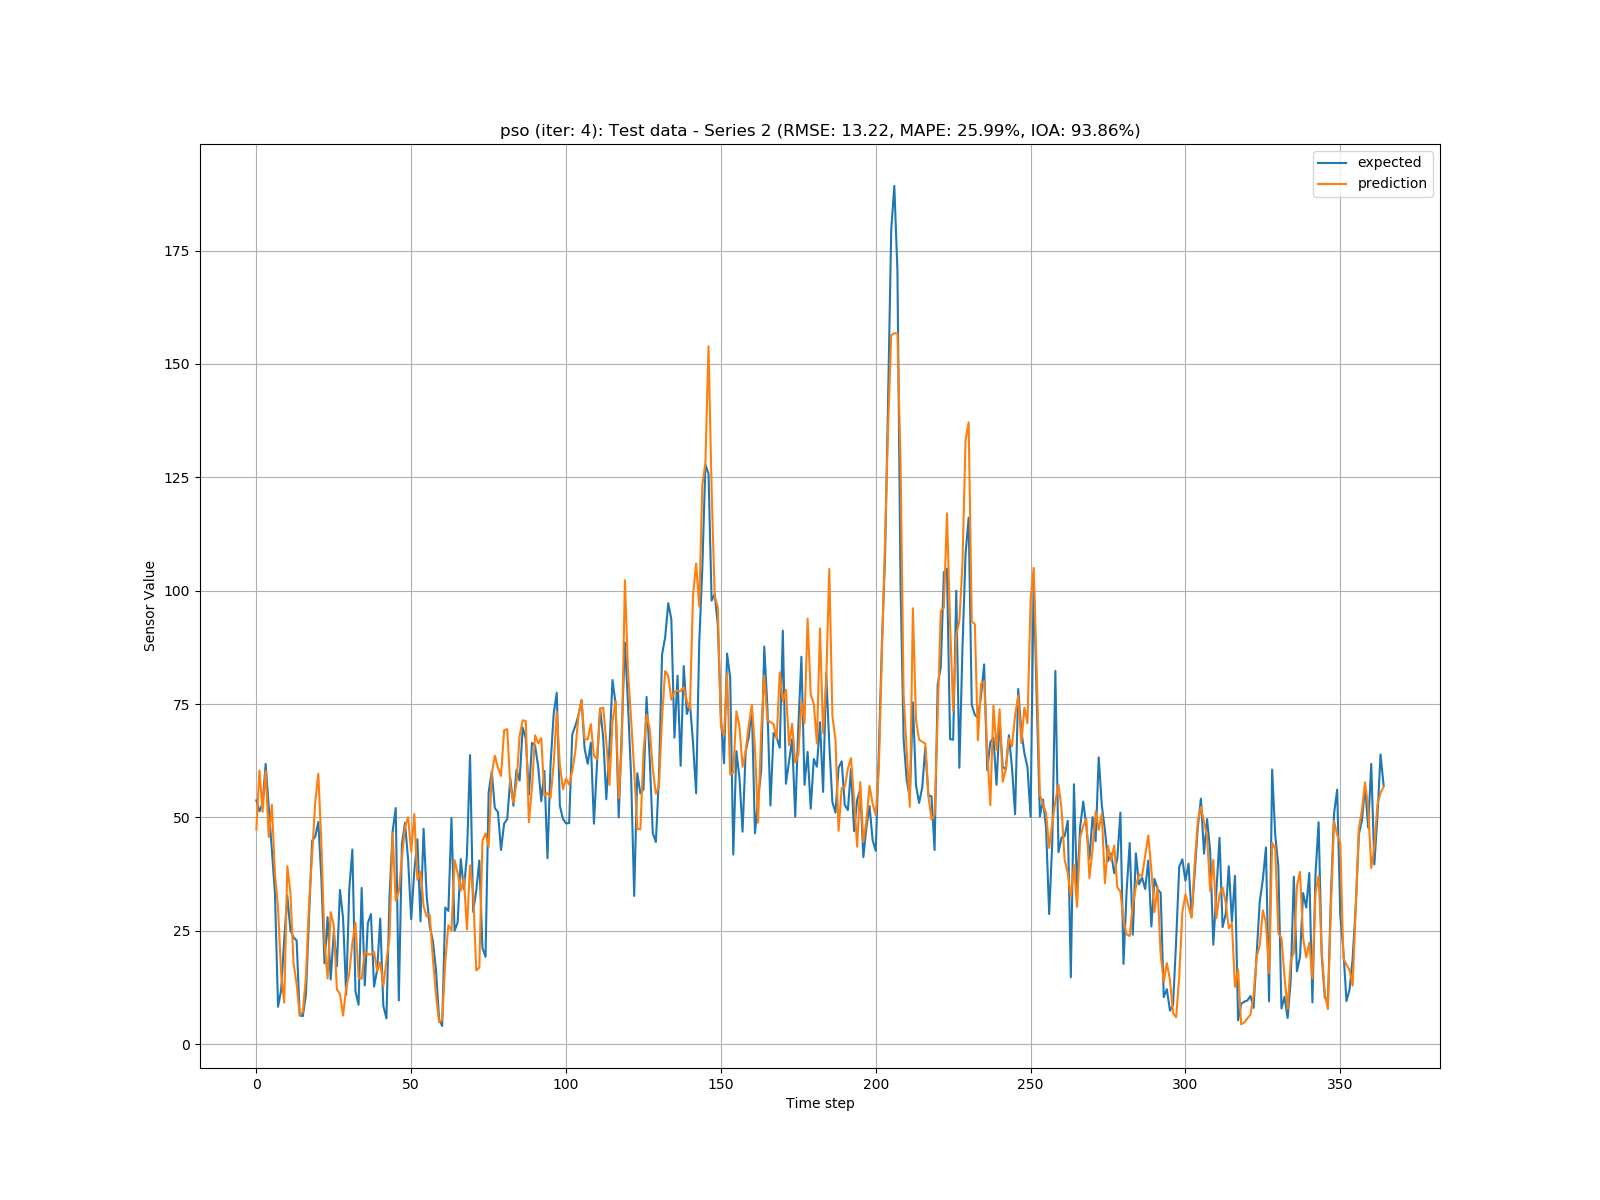 pso (iter: 4): Test data - Series 2 (RMSE: 13.22, MAPE: 25.99%, IOA: 93.86%)
expected
prediction
175
150
125
100
75
50
25
0
Sensor Value
0 50 100 150 200 250 300 350
Time step